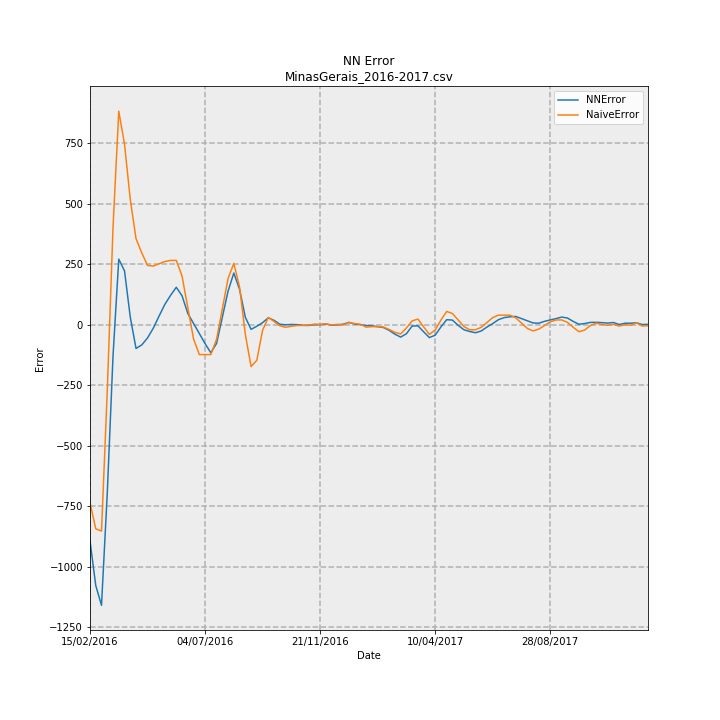 NN Error
MinasGerais_2016-2017.csv
NNError
NaiveError
750
500
250
0
−250
−500
−750
−1000
−1250
Error
15/02/2016
04/07/2016
21/11/2016
10/04/2017
28/08/2017
Date